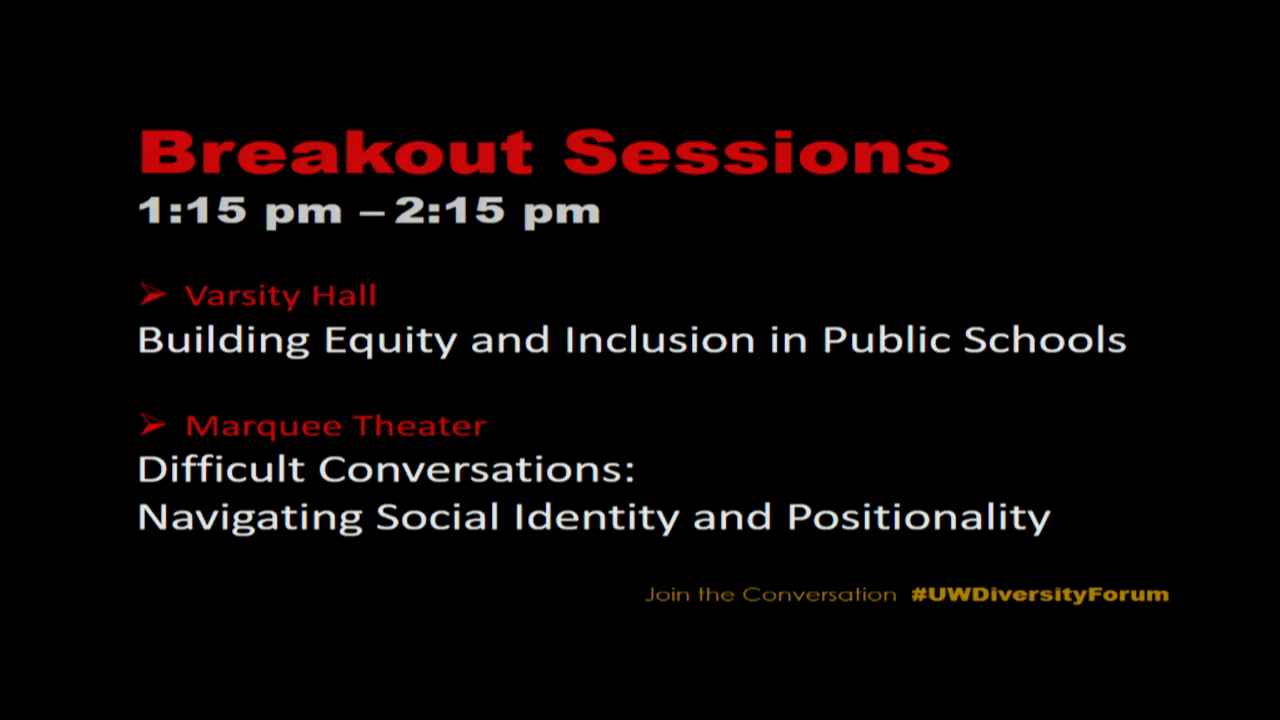 Breakout Sessions
1:15 pm – 2:15 pm
➢ Varsity Hall
Building Equity and Inclusion in Public Schools
➢ Marquee Theater
Difficult Conversations:
Navigating Social Identity and Positionality
Join the Conversation #UWDiversityForum